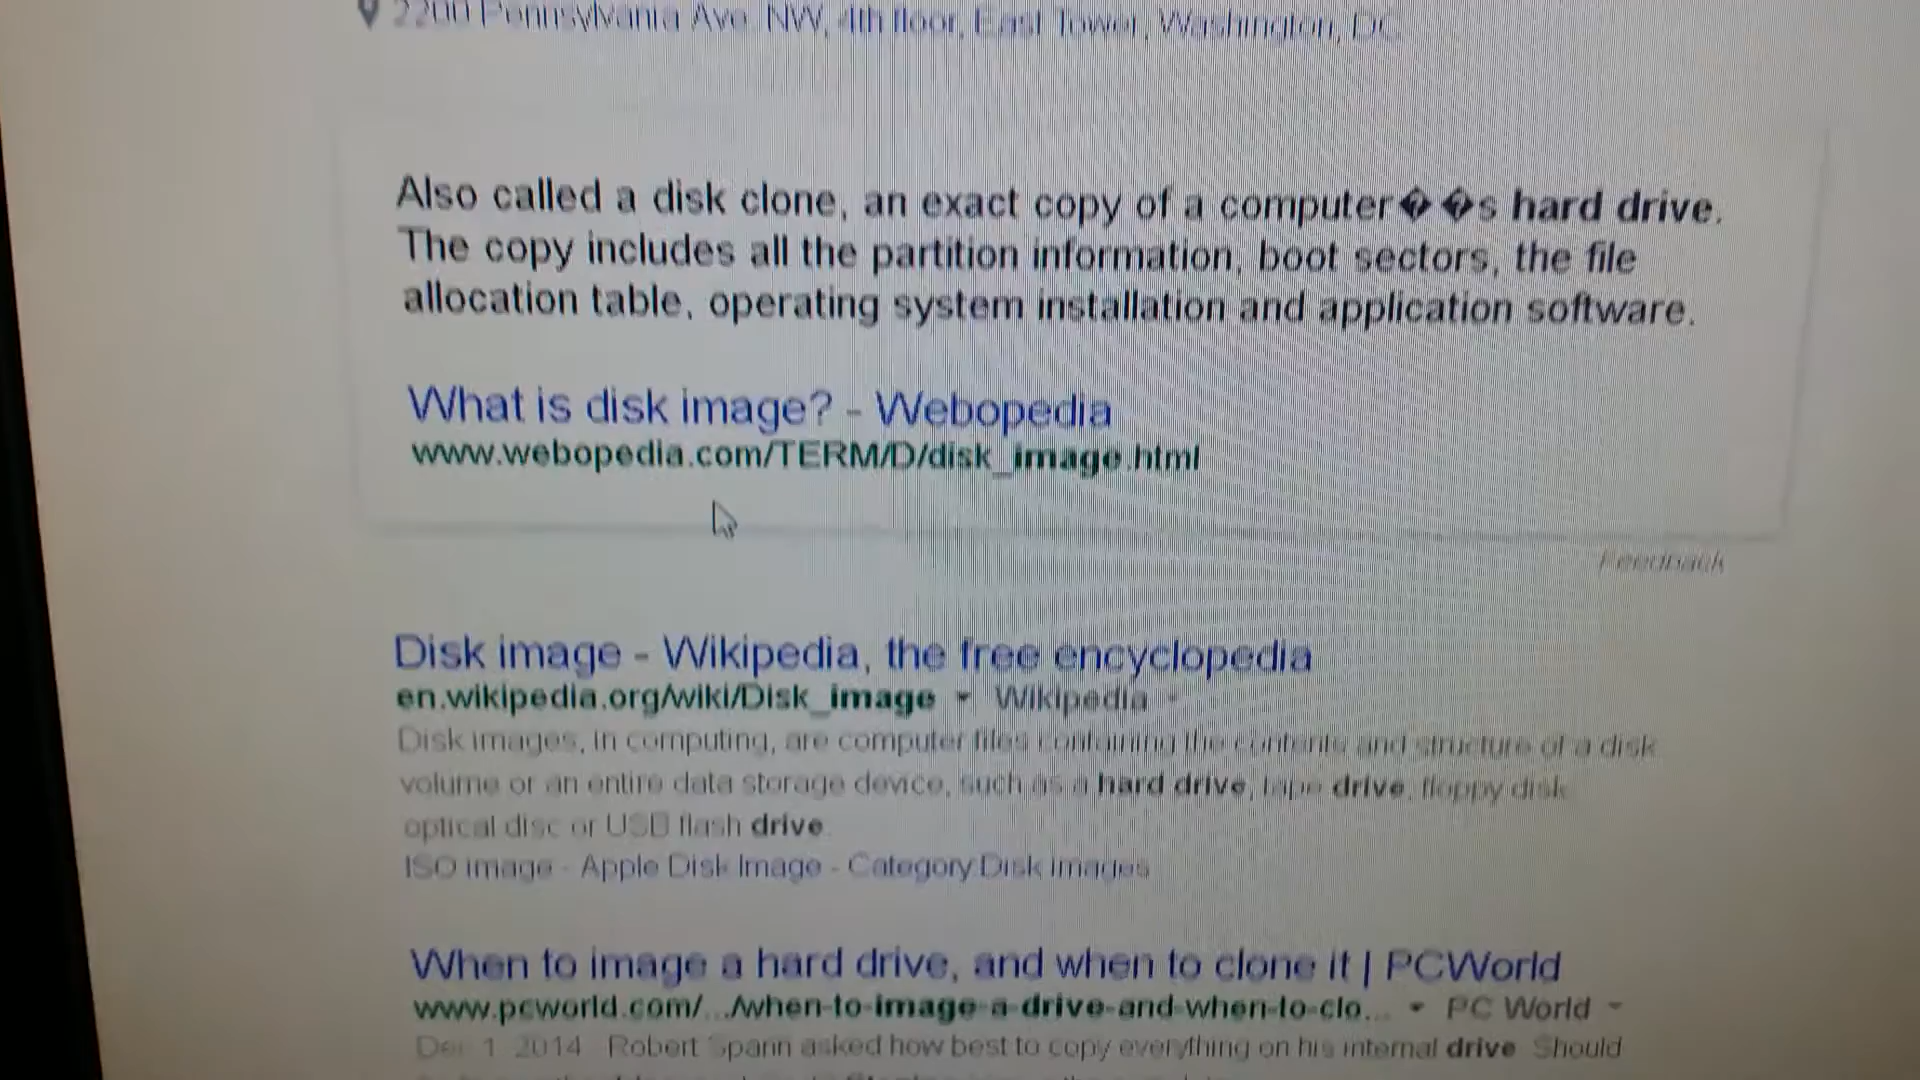 2200 Pennsylvania Ave. NW, 4th floor, East Tower, Washington, DC
Also called a disk clone, an exact copy of a computer��s hard drive.
The copy includes all the partition information, boot sectors, the file
allocation table, operating system installation and application software.
What is disk image? - Webopedia
www.webopedia.com/TERM/D/disk_image.html
Feedback
Disk image - Wikipedia, the free encyclopedia
en.wikipedia.org/wiki/Disk_image ▾ Wikipedia ▾
Disk images, in computing, are computer files containing the contents and structure of a disk
volume or an entire data storage device, such as a hard drive, tape drive, floppy disk,
optical disc or USB flash drive.
ISO image - Apple Disk Image - Category:Disk images
When to image a hard drive, and when to clone it | PCWorld
www.pcworld.com/.../when-to-image-a-drive-and-when-to-clo... ▾ PC World ▾
Dec 1, 2014 - Robert Spann asked how best to copy everything on his internal drive. Should